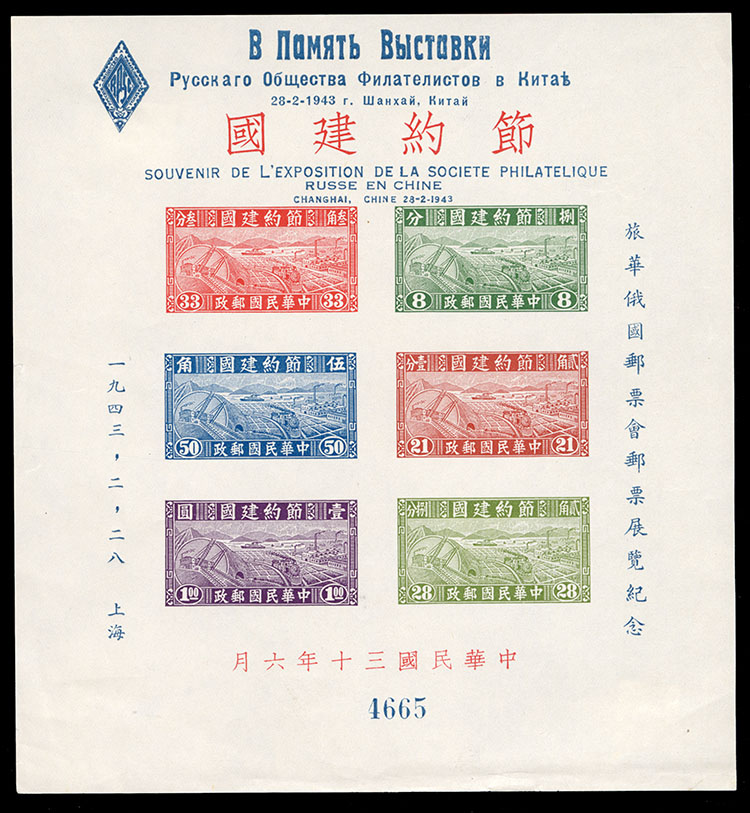 В Память Выставки
Русскаго Общества Филателистов в Китаѣ
28-2-1943 г. Шанхай, Китай
國建約節
SOUVENIR DE L'EXPOSITION DE LA SOCIETE PHILATELIQUE
RUSSE EN CHINE
CHANGHAI, CHINE 28-2-1943
分叁 國建約節 角叁
33 政郵國民華中 33
分 國建約節 捌
8 政郵國民華中 8
角 國建約節 伍
50 政郵國民華中 50
分壹 國建約節 角貳
21 政郵國民華中 21
圓 國建約節 壹
1.00 政郵國民華中 1.00
分捌 國建約節 角貳
28 政郵國民華中 28
旅華俄國郵票會郵票展覽紀念
一九四三，二，二八 上海
月六年十三國民華中
4665